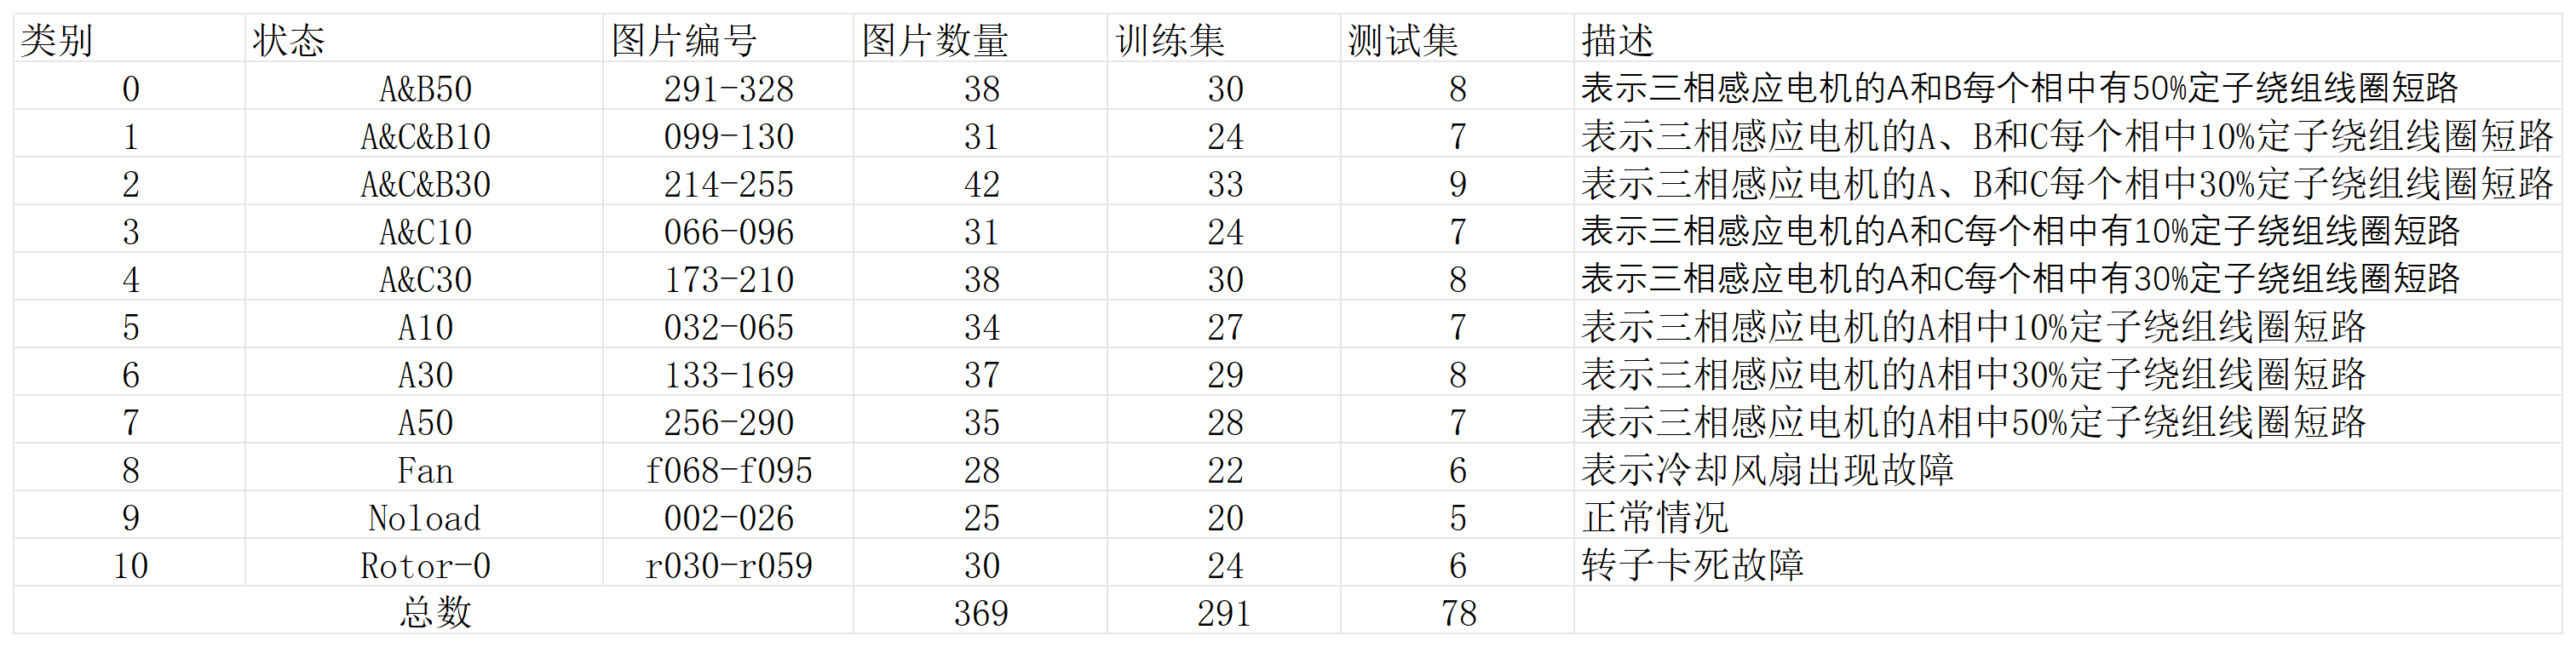 类别 状态 图片编号 图片数量 训练集 测试集 描述
0 A&B50 291-328 38 30 8 表示三相感应电机的A和B每个相中有50%定子绕组线圈短路
1 A&C&B10 099-130 31 24 7 表示三相感应电机的A、B和C每个相中10%定子绕组线圈短路
2 A&C&B30 214-255 42 33 9 表示三相感应电机的A、B和C每个相中30%定子绕组线圈短路
3 A&C10 066-096 31 24 7 表示三相感应电机的A和C每个相中有10%定子绕组线圈短路
4 A&C30 173-210 38 30 8 表示三相感应电机的A和C每个相中有30%定子绕组线圈短路
5 A10 032-065 34 27 7 表示三相感应电机的A相中10%定子绕组线圈短路
6 A30 133-169 37 29 8 表示三相感应电机的A相中30%定子绕组线圈短路
7 A50 256-290 35 28 7 表示三相感应电机的A相中50%定子绕组线圈短路
8 Fan f068-f095 28 22 6 表示冷却风扇出现故障
9 Noload 002-026 25 20 5 正常情况
10 Rotor-0 r030-r059 30 24 6 转子卡死故障
总数 369 291 78